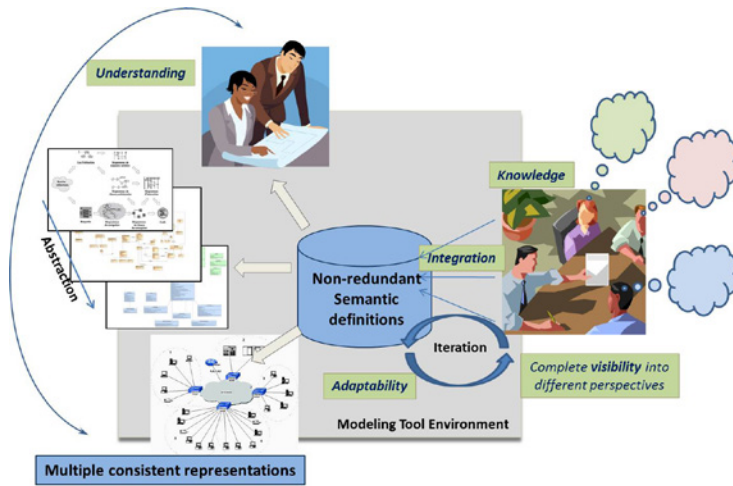 Understanding
Knowledge
Abstraction
Integration
Non-redundant
Semantic
definitions
Iteration
Adaptability
Complete visibility into
different perspectives
Modeling Tool Environment
Multiple consistent representations